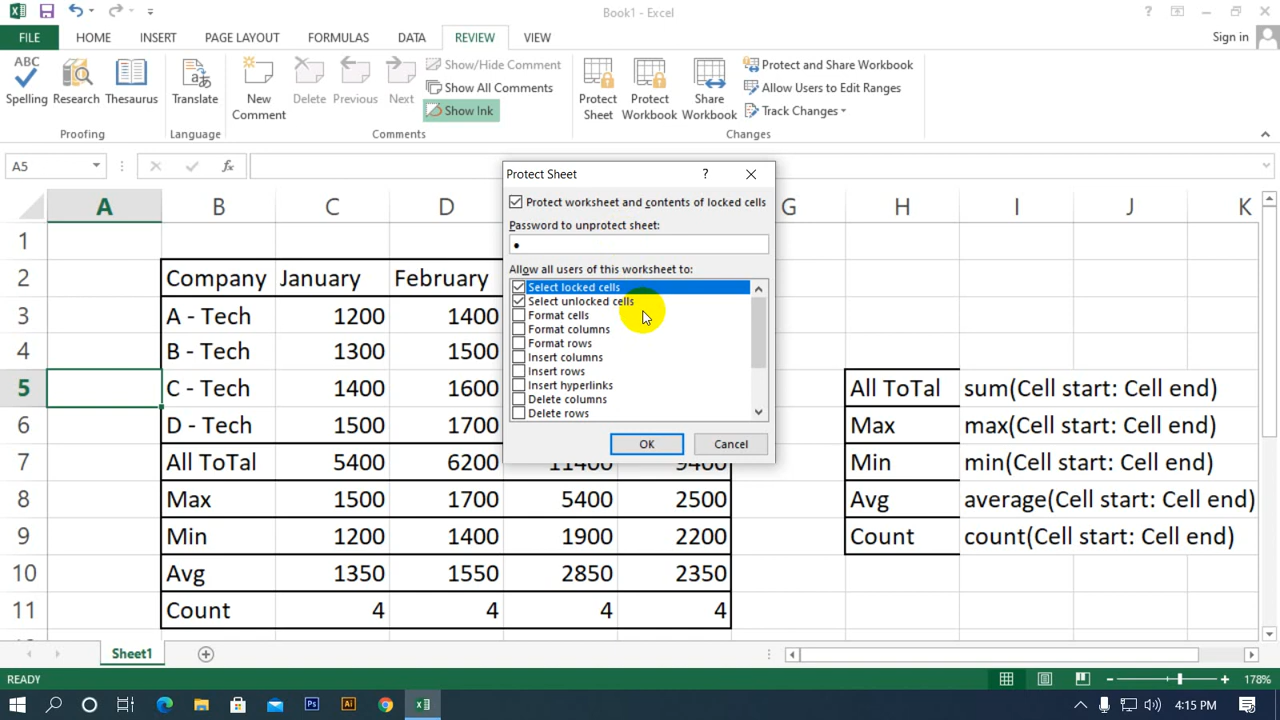 Book1 - Excel
FILE HOME INSERT PAGE LAYOUT FORMULAS DATA REVIEW VIEW Sign in
ABC
Spelling Research Thesaurus
Proofing
Translate
Language
New Comment
Delete Previous Next
Show/Hide Comment
Show All Comments
Show Ink
Comments
Protect Sheet
Protect Workbook
Share Workbook
Protect and Share Workbook
Allow Users to Edit Ranges
Track Changes
Changes
A5
fx
A B C D G H I J K
1
2 Company January February
3 A - Tech 1200 1400
4 B - Tech 1300 1500
5 C - Tech 1400 1600 All ToTal sum(Cell start: Cell end)
6 D - Tech 1500 1700 Max max(Cell start: Cell end)
7 All ToTal 5400 6200 11400 9400 Min min(Cell start: Cell end)
8 Max 1500 1700 5400 2500 Avg average(Cell start: Cell end)
9 Min 1200 1400 1900 2200 Count count(Cell start: Cell end)
10 Avg 1350 1550 2850 2350
11 Count 4 4 4 4
Protect Sheet ?
Protect worksheet and contents of locked cells
Password to unprotect sheet:
Allow all users of this worksheet to:
Select locked cells
Select unlocked cells
Format cells
Format columns
Format rows
Insert columns
Insert rows
Insert hyperlinks
Delete columns
Delete rows
OK Cancel
Sheet1
READY 178%
Ps Ai
4:15 PM